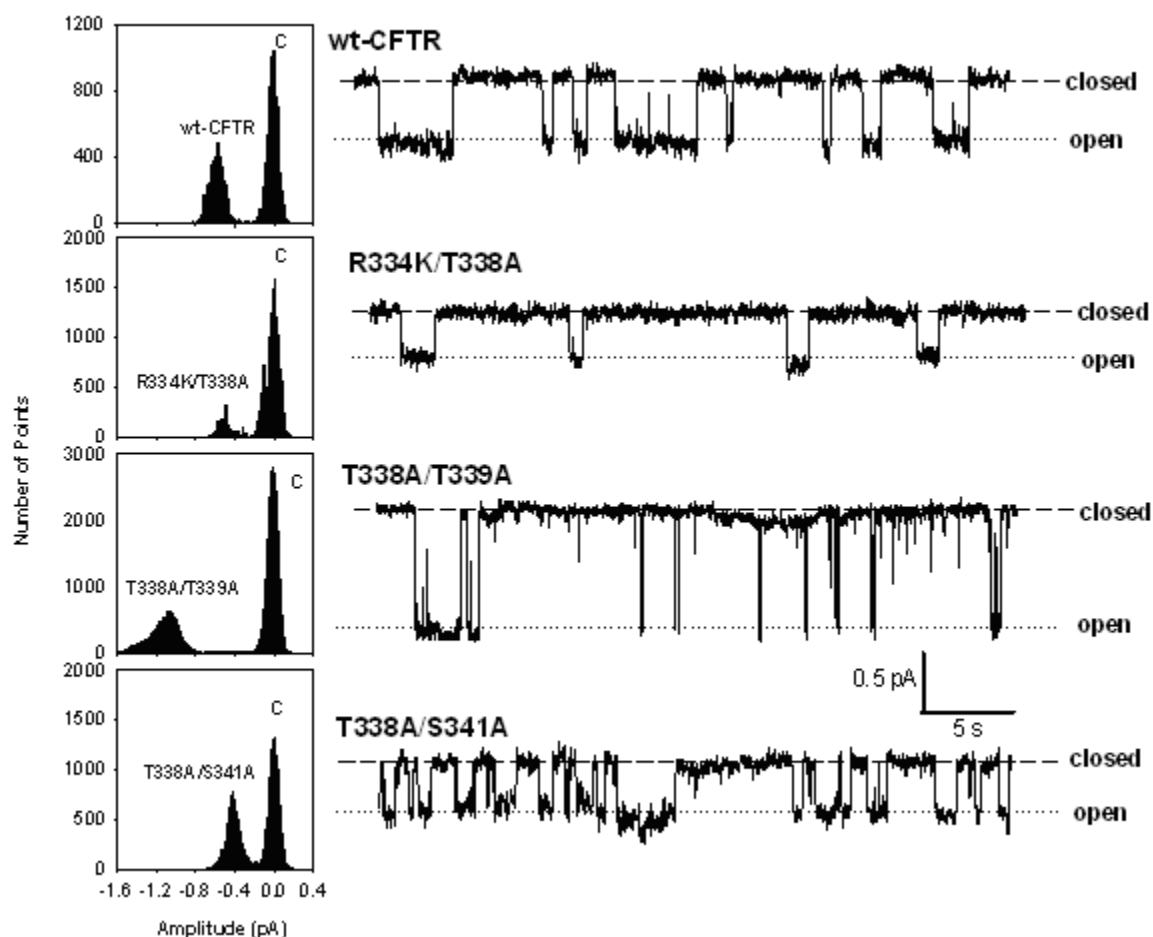 1200
800
400
0
C
wt-CFTR
wt-CFTR
closed
open
2000
1500
1000
500
0
C
R334K/T338A
R334K/T338A
closed
open
Number of Points
3000
2000
1000
0
C
T338A/T339A
T338A/T339A
closed
open
0.5 pA
5 s
2000
1500
1000
500
0
C
T338A/S341A
T338A/S341A
closed
open
-1.6 -1.2 -0.8 -0.4 0.0 0.4
Amplitude (pA)